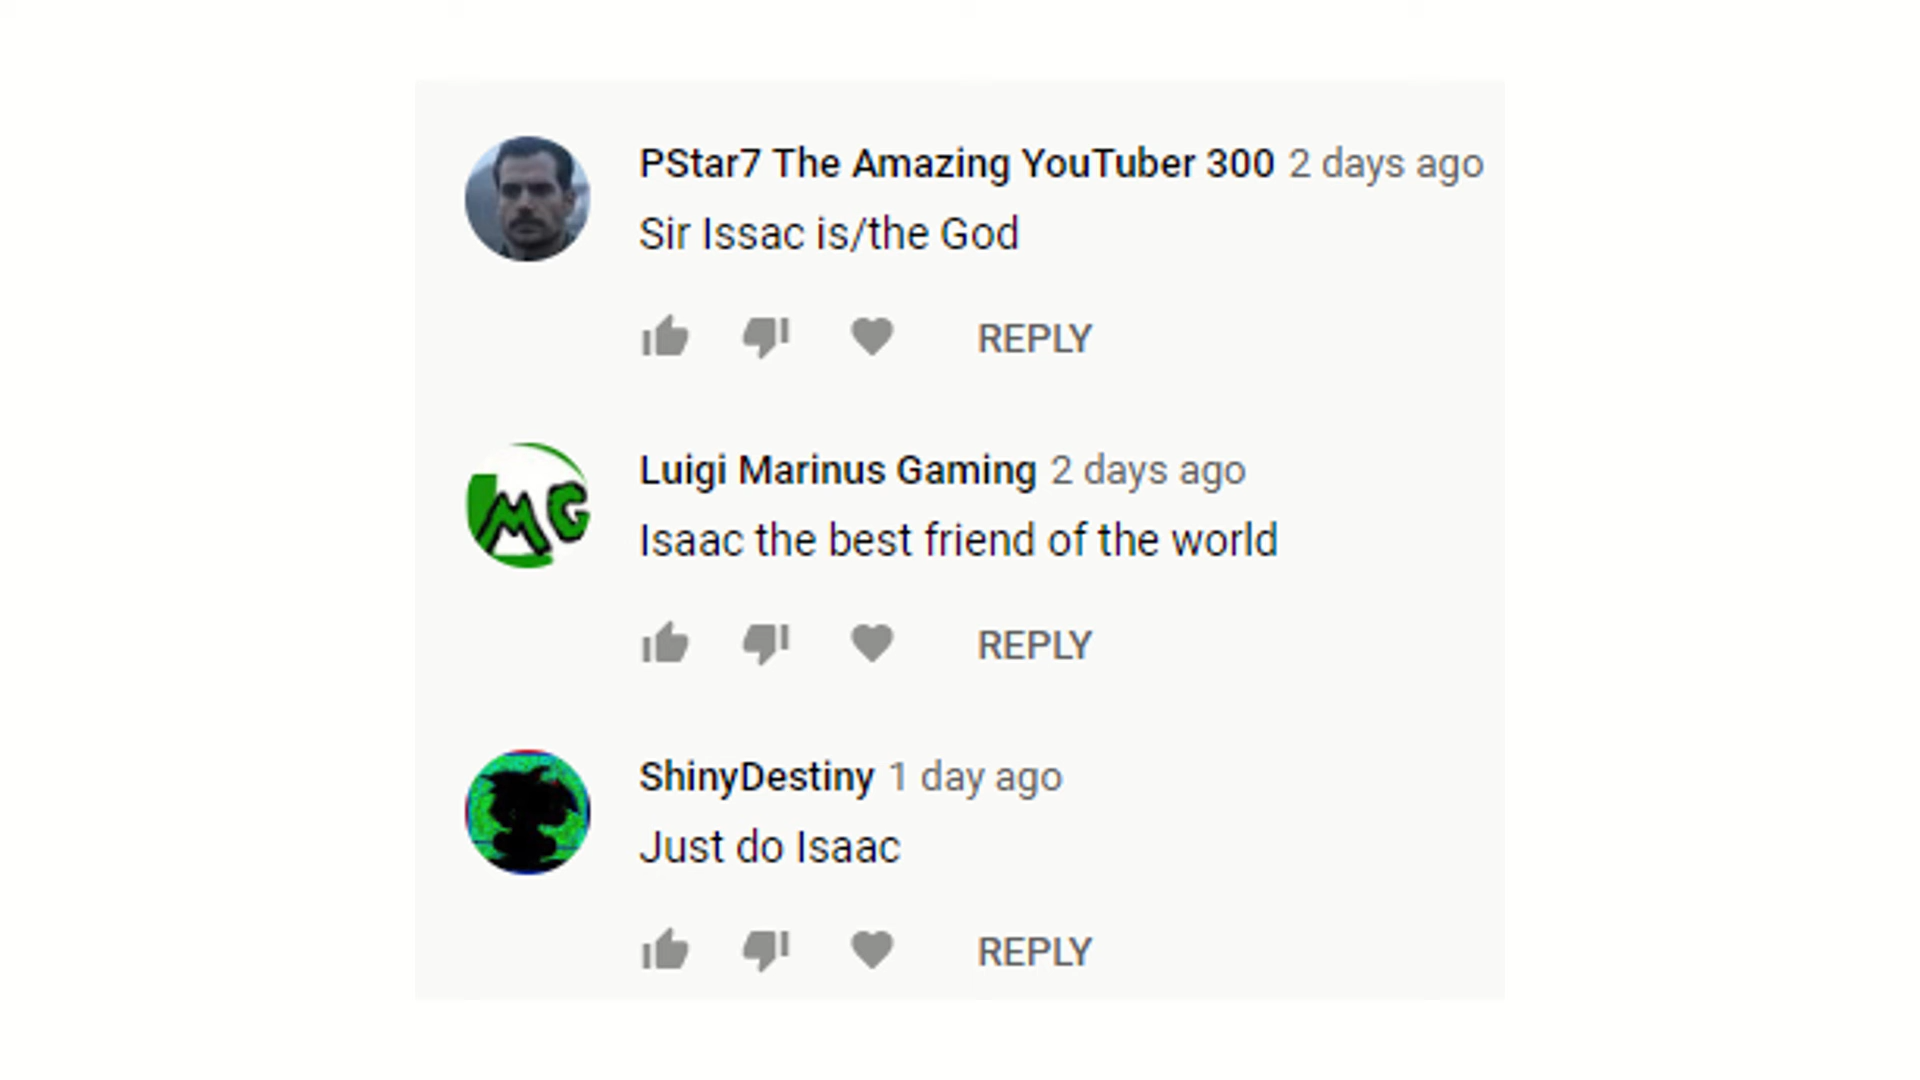 PStar7 The Amazing YouTuber 300 2 days ago
Sir Issac is/the God
REPLY
MG
Luigi Marinus Gaming 2 days ago
Isaac the best friend of the world
REPLY
ShinyDestiny 1 day ago
Just do Isaac
REPLY